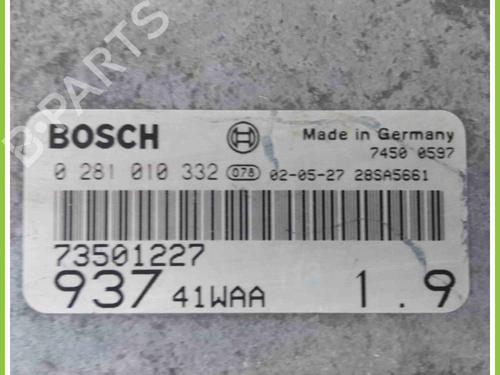 BOSCH Made in Germany
7450 0597
0 281 010 332 078 02-05-27 28SA5661
73501227
937 41WAA 1.9
B-PARTS